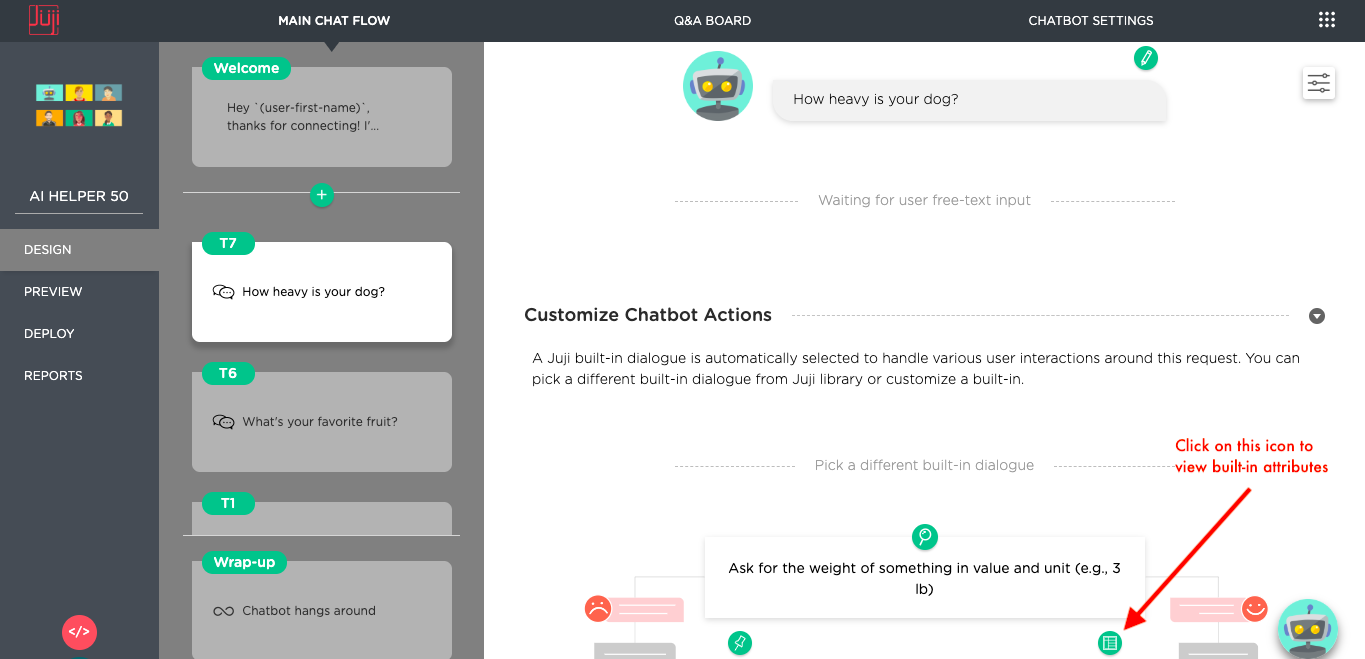 Juji
MAIN CHAT FLOW
Q&A BOARD
CHATBOT SETTINGS
AI HELPER 50
DESIGN
PREVIEW
DEPLOY
REPORTS
</>
Welcome
Hey `(user-first-name)`,
thanks for connecting! I'...
+
T7
How heavy is your dog?
T6
What's your favorite fruit?
T1
Wrap-up
Chatbot hangs around
How heavy is your dog?
Waiting for user free-text input
Customize Chatbot Actions
A Juji built-in dialogue is automatically selected to handle various user interactions around this request. You can
pick a different built-in dialogue from Juji library or customize a built-in.
Click on this icon to
view built-in attributes
Pick a different built-in dialogue
Ask for the weight of something in value and unit (e.g., 3
lb)